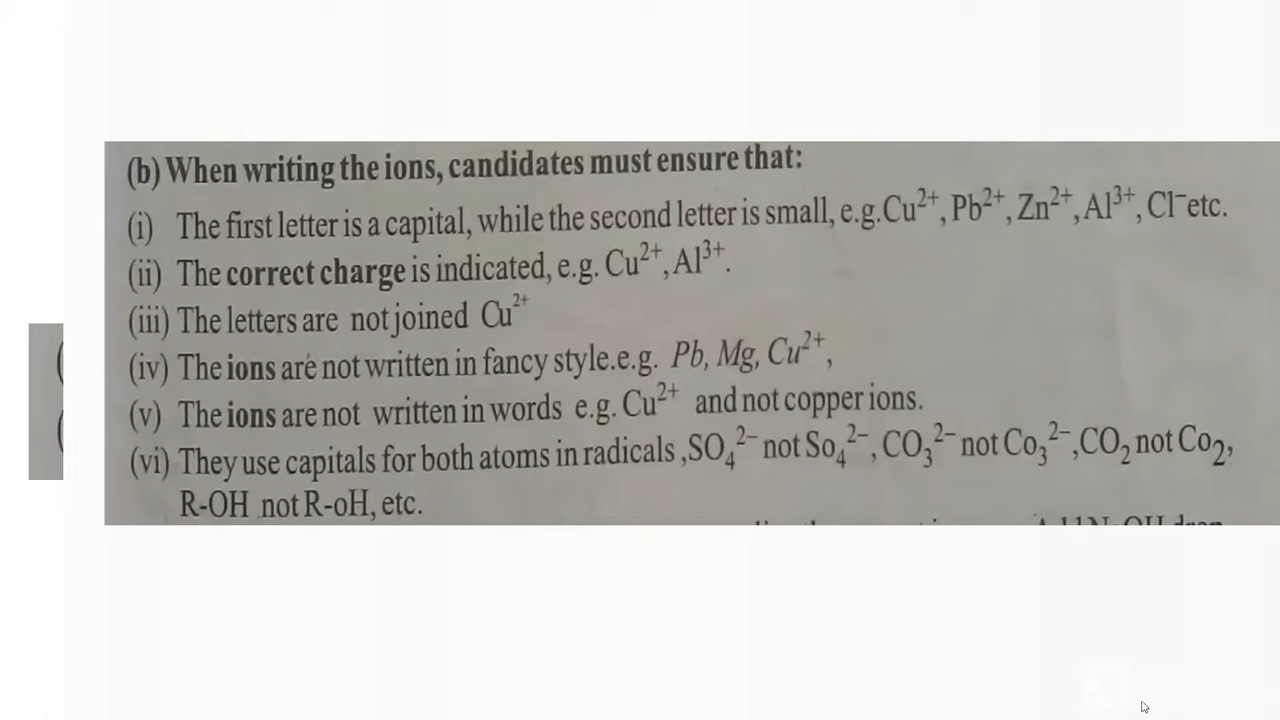 (b) When writing the ions, candidates must ensure that:
(i) The first letter is a capital, while the second letter is small, e.g.Cu²⁺, Pb²⁺, Zn²⁺, Al³⁺, Cl⁻etc.
(ii) The correct charge is indicated, e.g. Cu²⁺, Al³⁺.
(iii) The letters are not joined Cu²⁺
(iv) The ions are not written in fancy style.e.g. Pb, Mg, Cu²⁺,
(v) The ions are not written in words e.g. Cu²⁺ and not copper ions.
(vi) They use capitals for both atoms in radicals ,SO₄²⁻ not So₄²⁻, CO₃²⁻ not Co₃²⁻,CO₂ not Co₂,
R-OH not R-oH, etc.